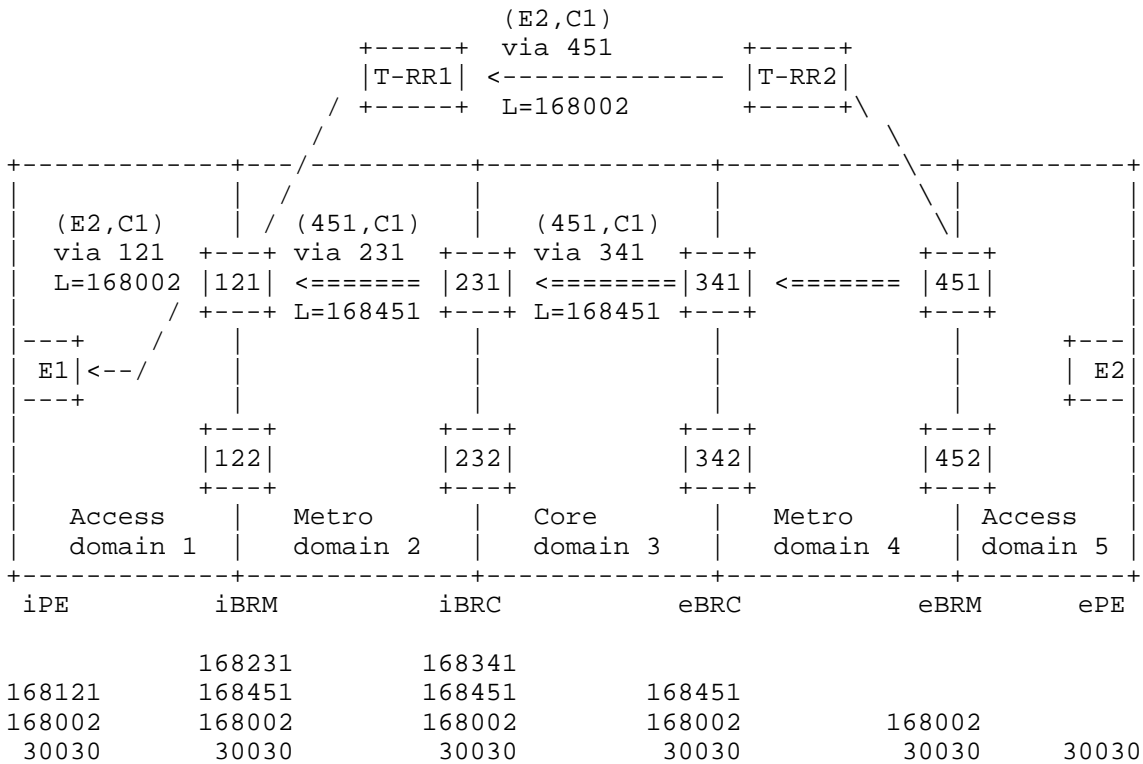 (E2,C1)
via 451
T-RR1 <-------------- T-RR2
L=168002
(E2,C1) (451,C1) (451,C1)
via 121 via 231 via 341
L=168002 121 <======= 231 <======== 341 <======= 451
L=168451 L=168451
E1 <--/ E2
122 232 342 452
Access Metro Core Metro Access
domain 1 domain 2 domain 3 domain 4 domain 5
iPE iBRM iBRC eBRC eBRM ePE
168231 168341
168121 168451 168451 168451
168002 168002 168002 168002 168002
30030 30030 30030 30030 30030 30030